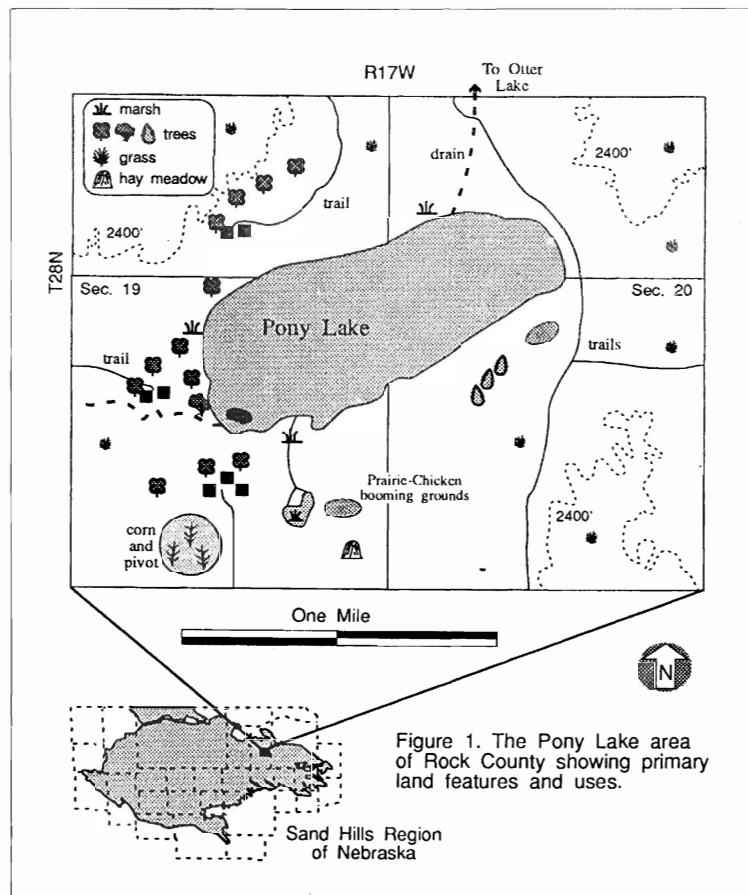 R17W
To Otter
Lake
marsh
trees
grass
hay meadow
drain
2400'
trail
2400'
T28N
Sec. 19
Sec. 20
Pony Lake
trail
trails
Prairie-Chicken
booming grounds
2400'
corn
and
pivot
One Mile
N
Figure 1. The Pony Lake area
of Rock County showing primary
land features and uses.
Sand Hills Region
of Nebraska